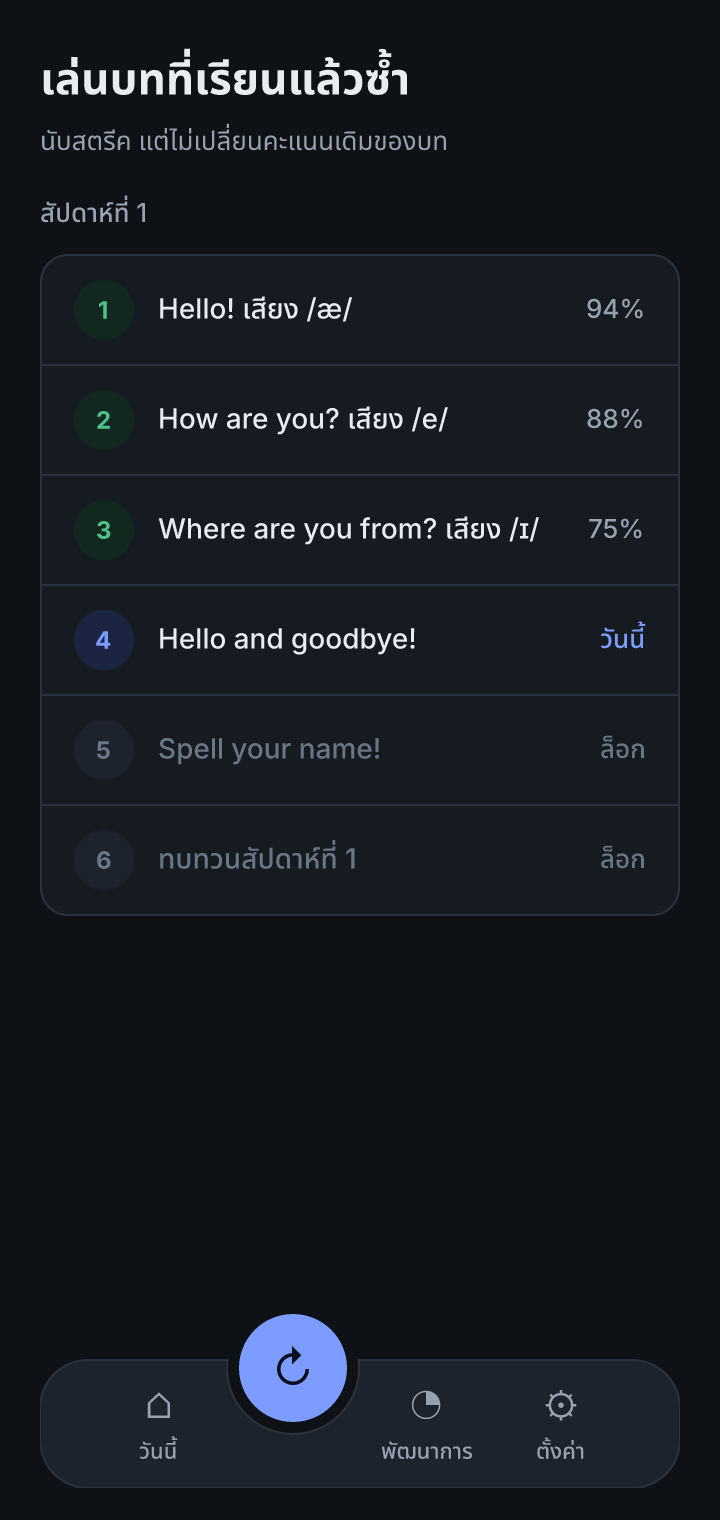 เล่นบทที่เรียนแล้วซ้ำ
นับสตรีค แต่ไม่เปลี่ยนคะแนนเดิมของบท
สัปดาห์ที่ 1
1 Hello! เสียง /æ/ 94%
2 How are you? เสียง /e/ 88%
3 Where are you from? เสียง /ɪ/ 75%
4 Hello and goodbye! วันนี้
5 Spell your name! ล็อก
6 ทบทวนสัปดาห์ที่ 1 ล็อก
วันนี้ พัฒนาการ ตั้งค่า